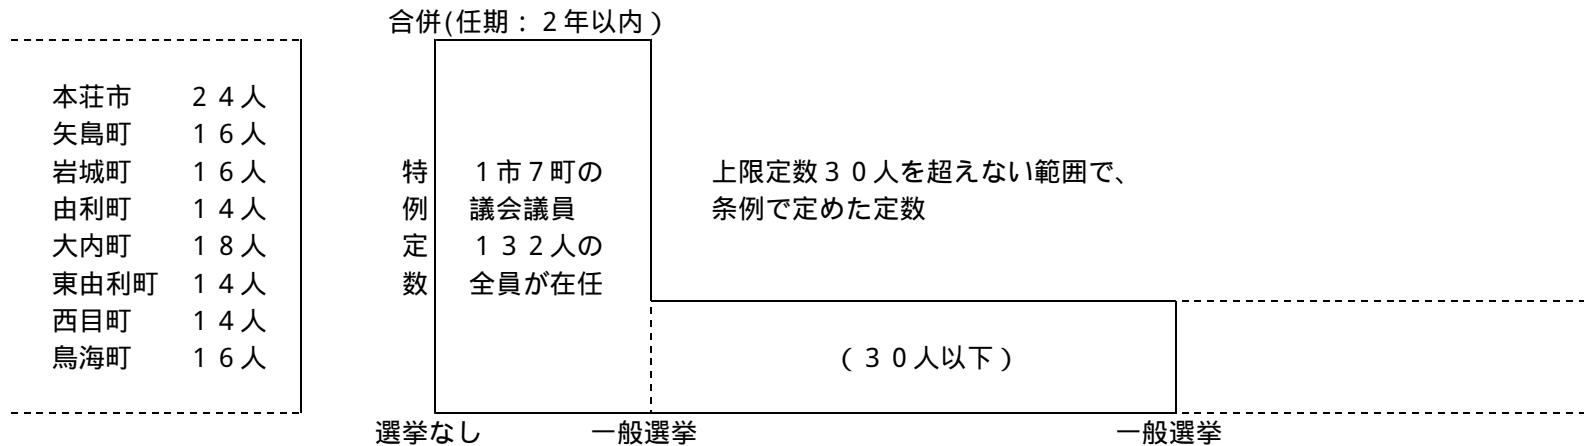 合併(任期：２年以内）
本荘市　２４人
矢島町　１６人
岩城町　１６人
由利町　１４人
大内町　１８人
東由利町　１４人
西目町　１４人
鳥海町　１６人
特例定数
１市７町の
議会議員
１３２人の
全員が在任
上限定数３０人を超えない範囲で、
条例で定めた定数
（３０人以下）
選挙なし　一般選挙　一般選挙